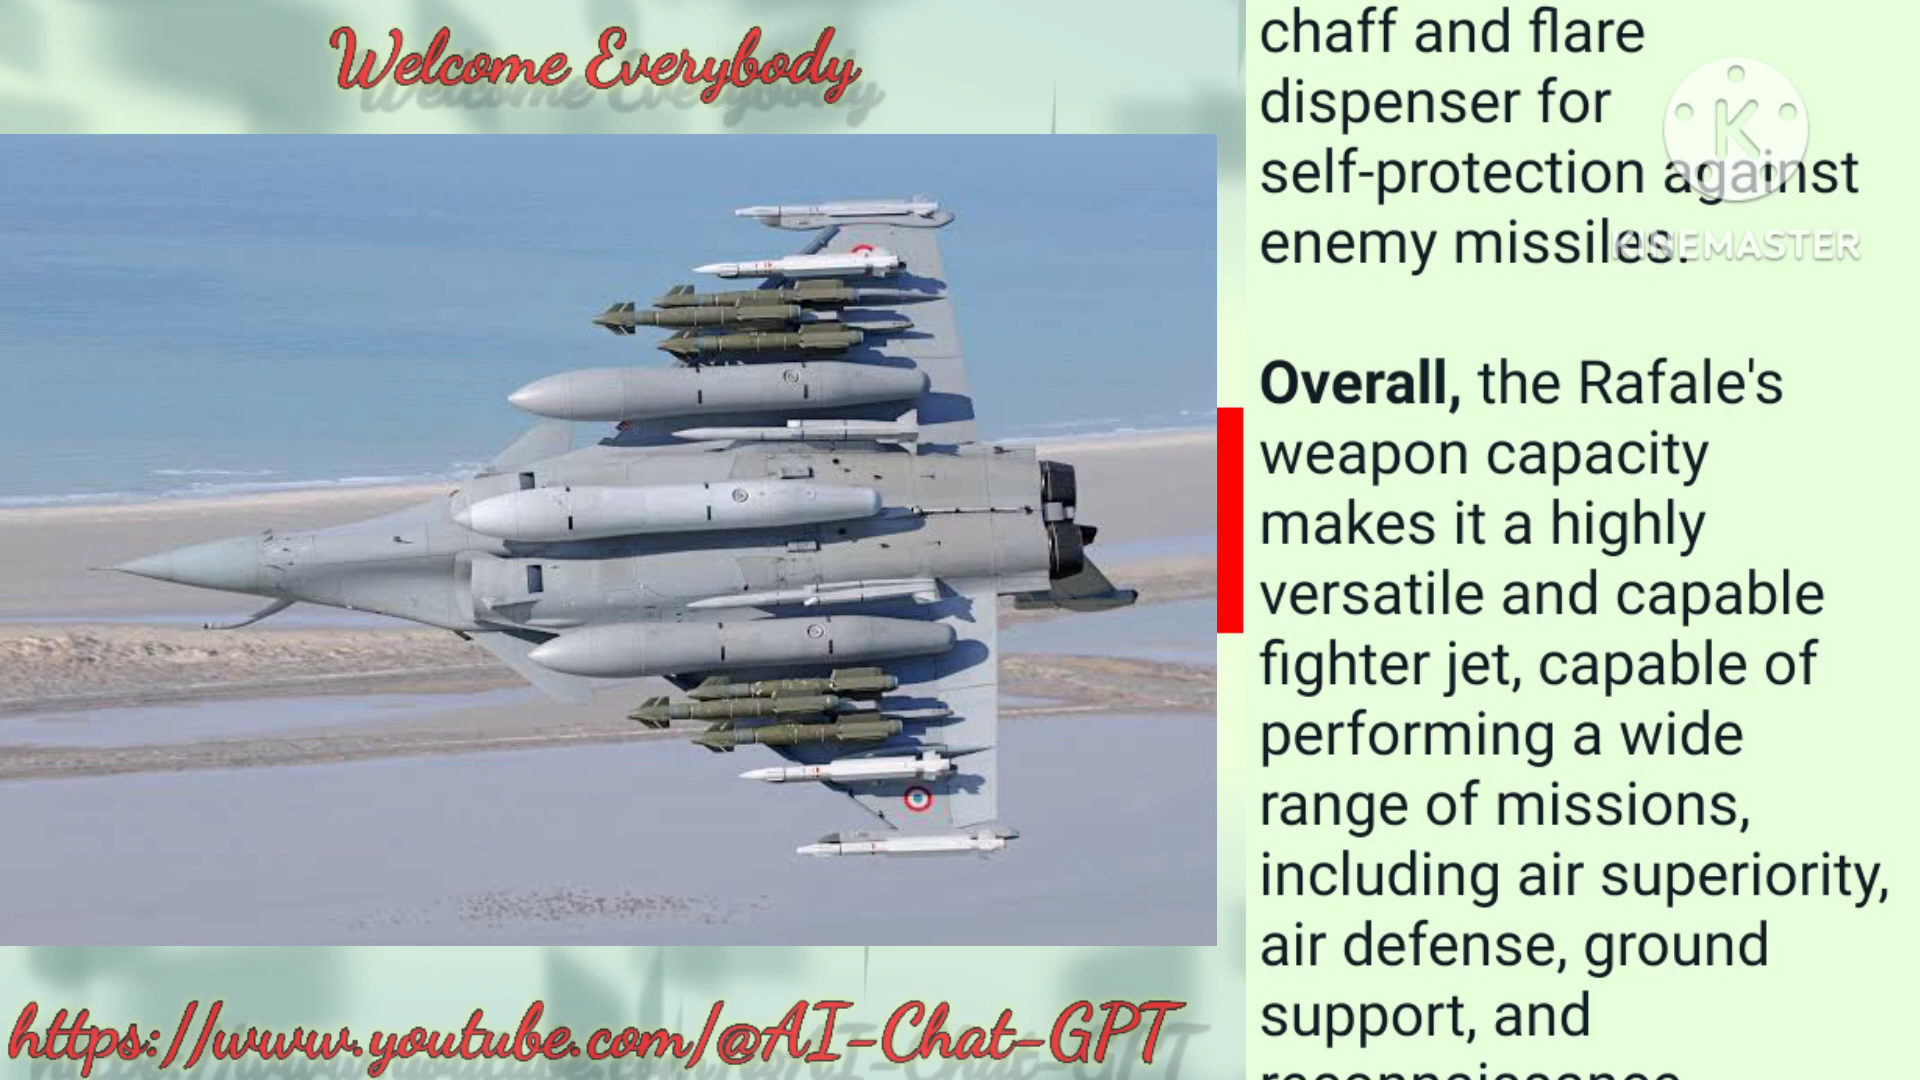 Welcome Everybody
chaff and flare
dispenser for
self-protection against
enemy missiles.
K
KINEMASTER
Overall, the Rafale's
weapon capacity
makes it a highly
versatile and capable
fighter jet, capable of
performing a wide
range of missions,
including air superiority,
air defense, ground
support, and
https://www.youtube.com/@AI-Chat-GPT